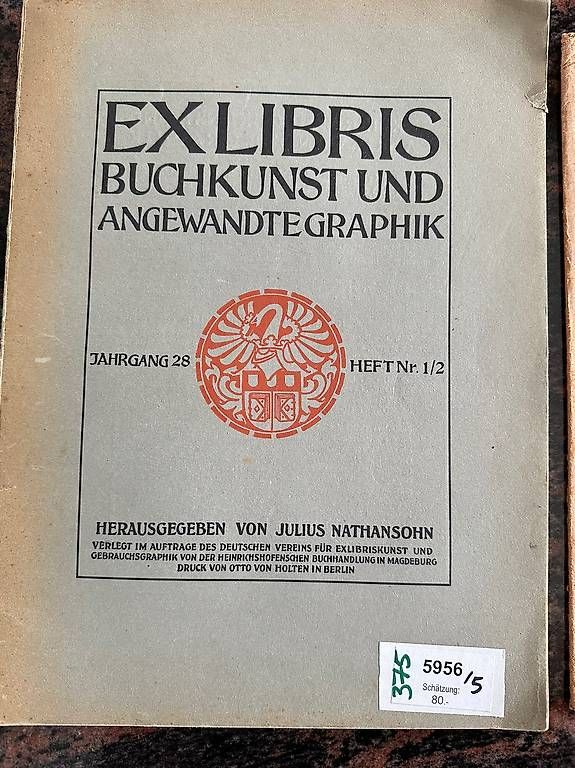 EX LIBRIS
BUCHKUNST UND
ANGEWANDTE GRAPHIK
JAHRGANG 28
HEFT Nr. 1/2
HERAUSGEGEBEN VON JULIUS NATHANSOHN
VERLEGT IM AUFTRAGE DES DEUTSCHEN VEREINS FÜR EXLIBRISKUNST UND
GEBRAUCHSGRAPHIK VON DER HEINRICHSHOFENSCHEN BUCHHANDLUNG IN MAGDEBURG
DRUCK VON OTTO VON HOLTEN IN BERLIN
375
5956/5
Schätzung:
80.-